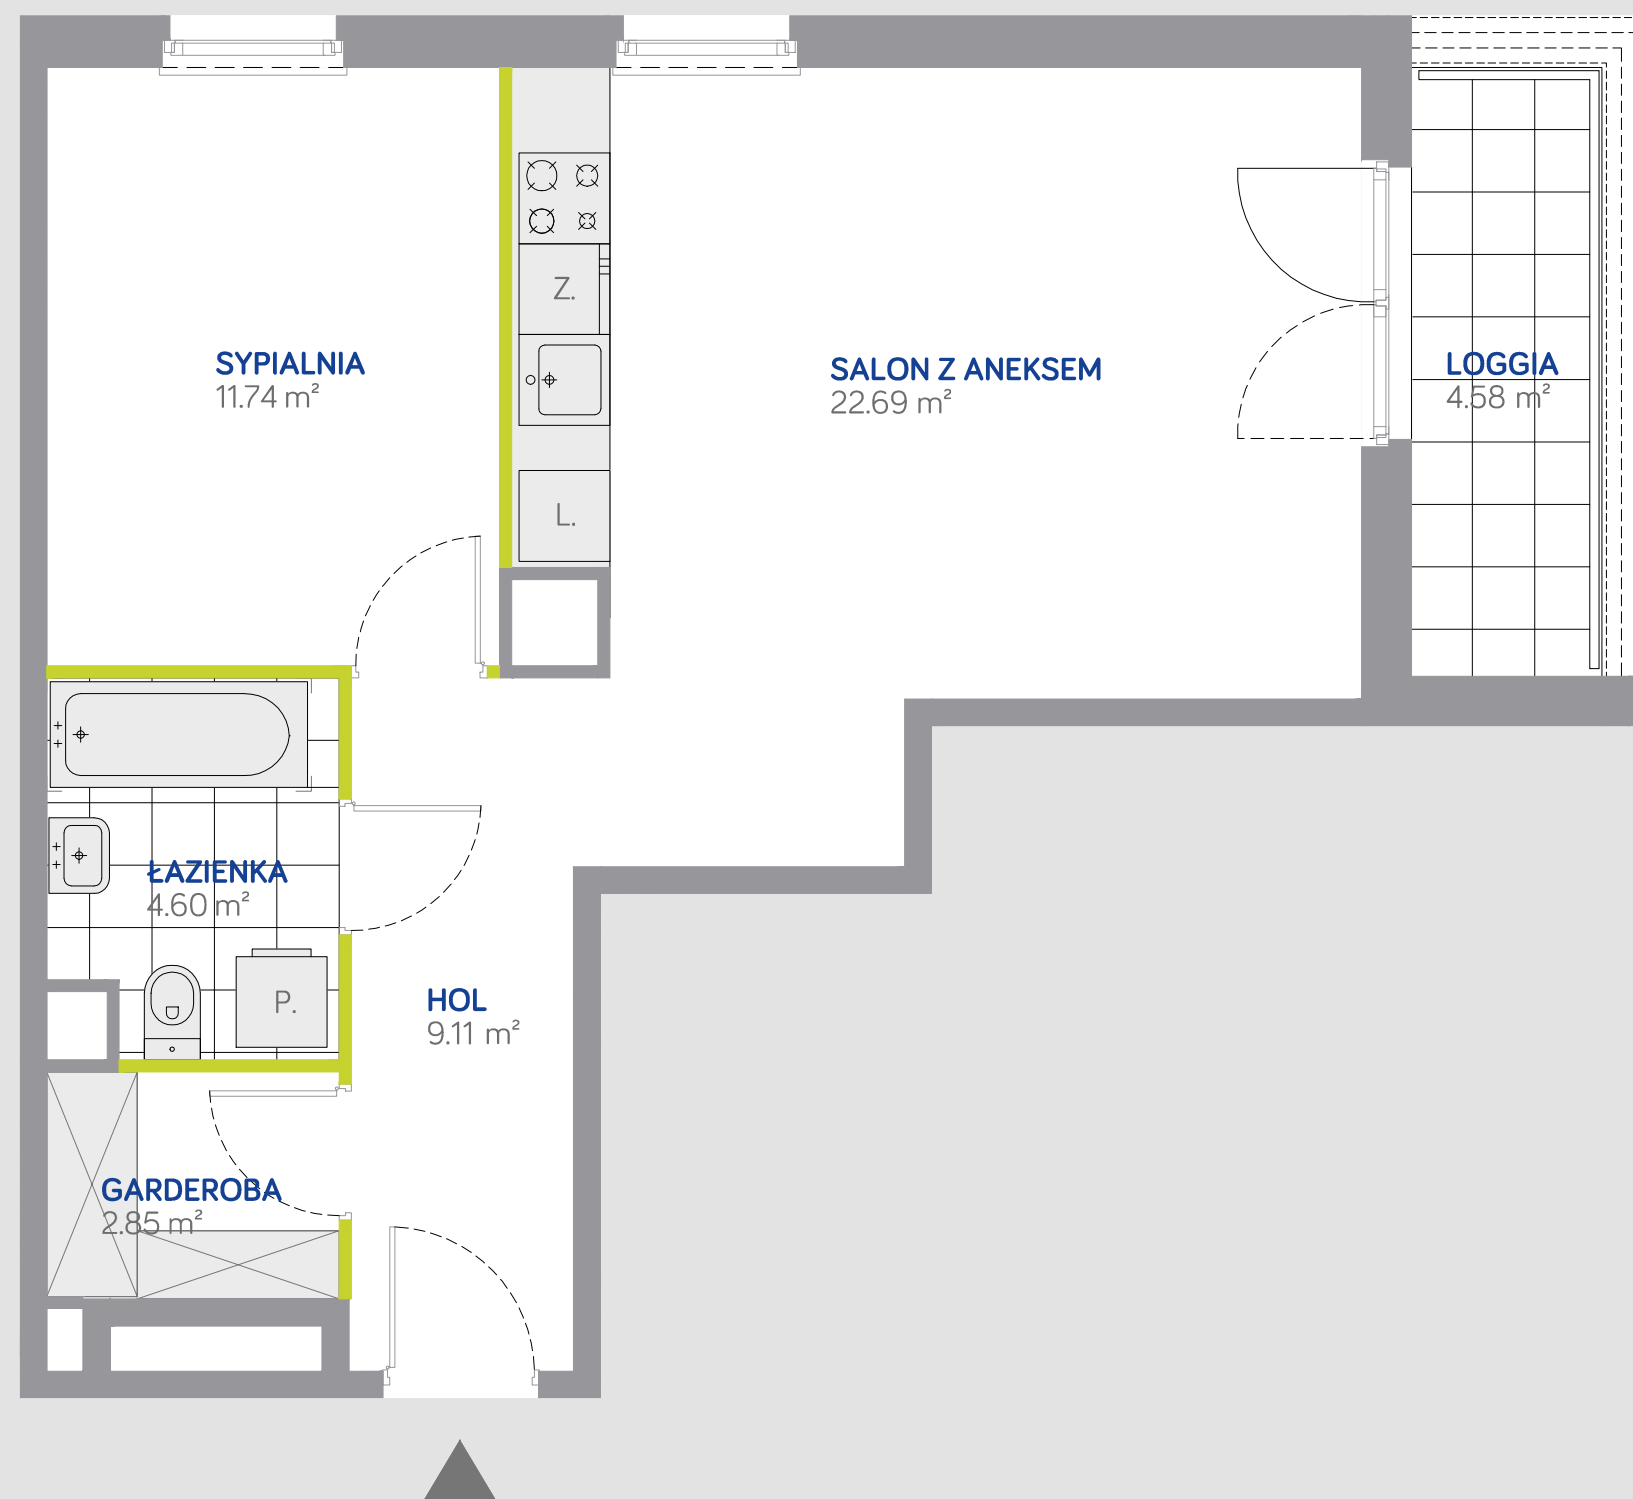 Z.
SYPIALNIA
11.74 m²
SALON Z ANEKSEM
22.69 m²
LOGGIA
4.58 m²
L.
ŁAZIENKA
4.60 m²
P.
HOL
9.11 m²
GARDEROBA
2.85 m²